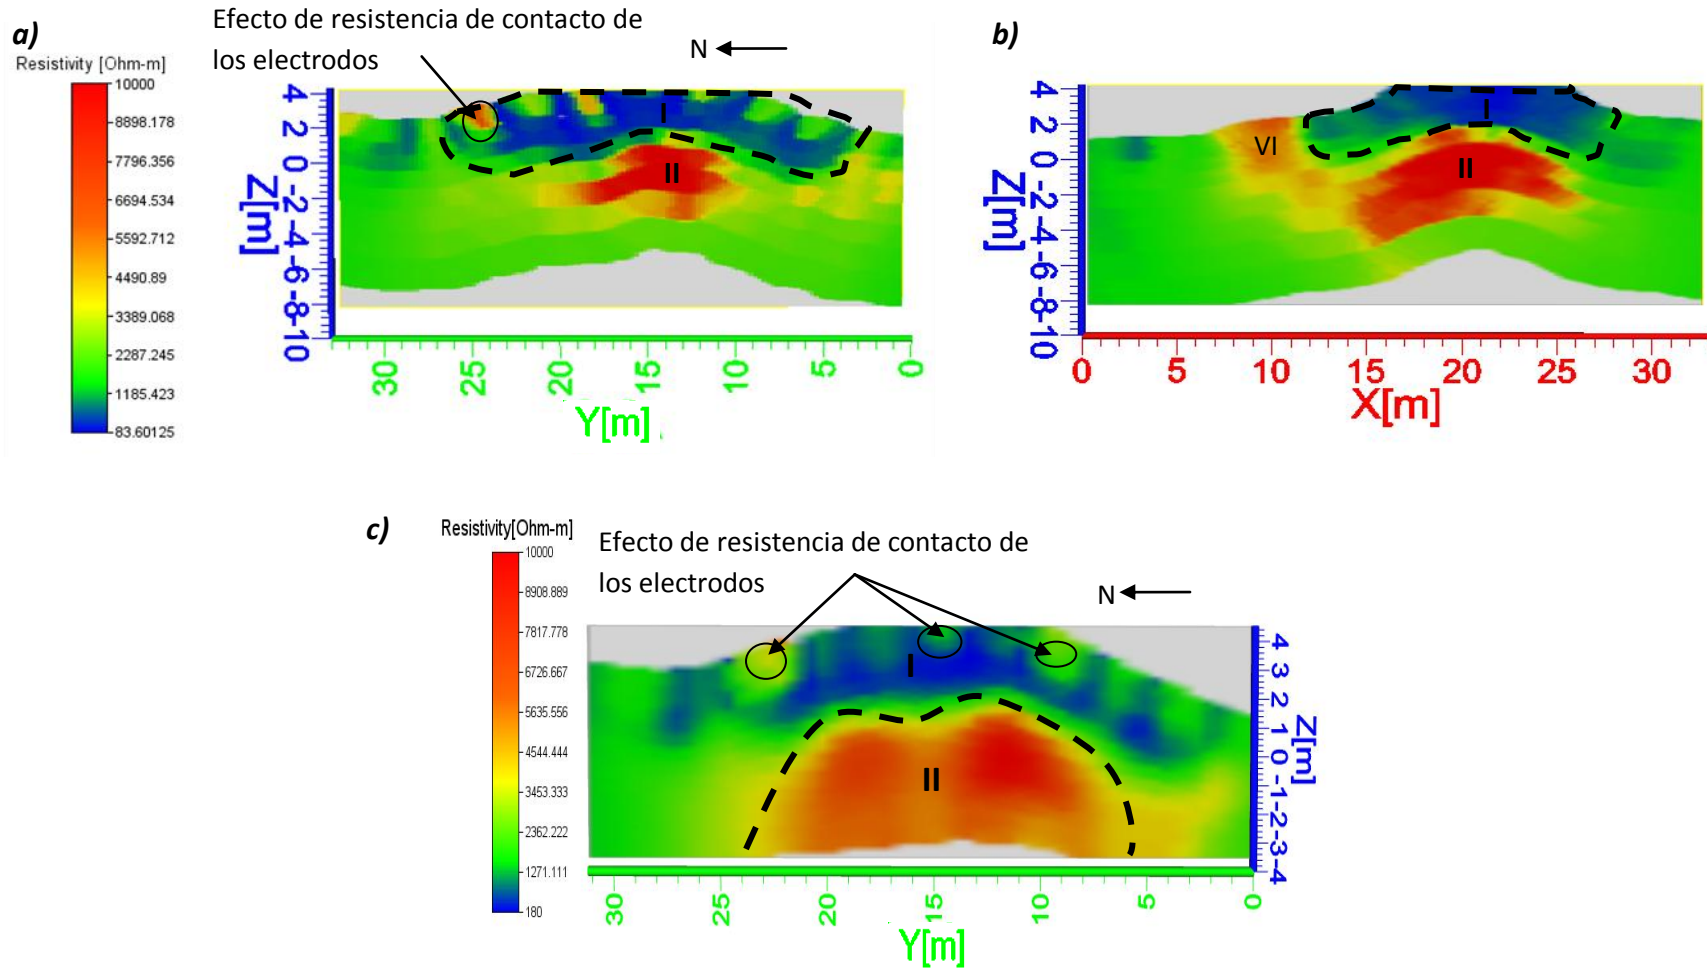 a)
Efecto de resistencia de contacto de
los electrodos
N
Resistivity [Ohm-m]
10000
8898.178
7796.356
6694.534
5592.712
4490.89
3389.068
2287.245
1185.423
83.60125
4
2
0
-2
-4
-6
-8
-10
Z[m]
I
II
30
25
20
15
10
5
0
Y[m]
b)
4
2
0
-2
-4
-6
-8
-10
Z[m]
VI
I
II
0
5
10
15
20
25
30
X[m]
c)
Resistivity[Ohm-m]
10000
8908.889
7817.778
6726.667
5635.556
4544.444
3453.333
2362.222
1271.111
180
Efecto de resistencia de contacto de
los electrodos
N
I
II
4
3
2
1
0
-1
-2
-3
-4
Z[m]
30
25
20
15
10
5
0
Y[m]